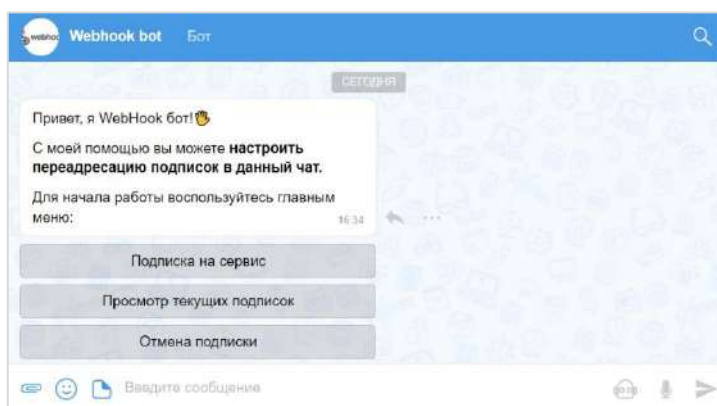 webhoo
Webhook bot Бот
СЕГОДНЯ
Привет, я WebHook бот!👋
С моей помощью вы можете настроить
переадресацию подписок в данный чат.
Для начала работы воспользуйтесь главным
меню:
16:34
Подписка на сервис
Просмотр текущих подписок
Отмена подписки
Введите сообщение